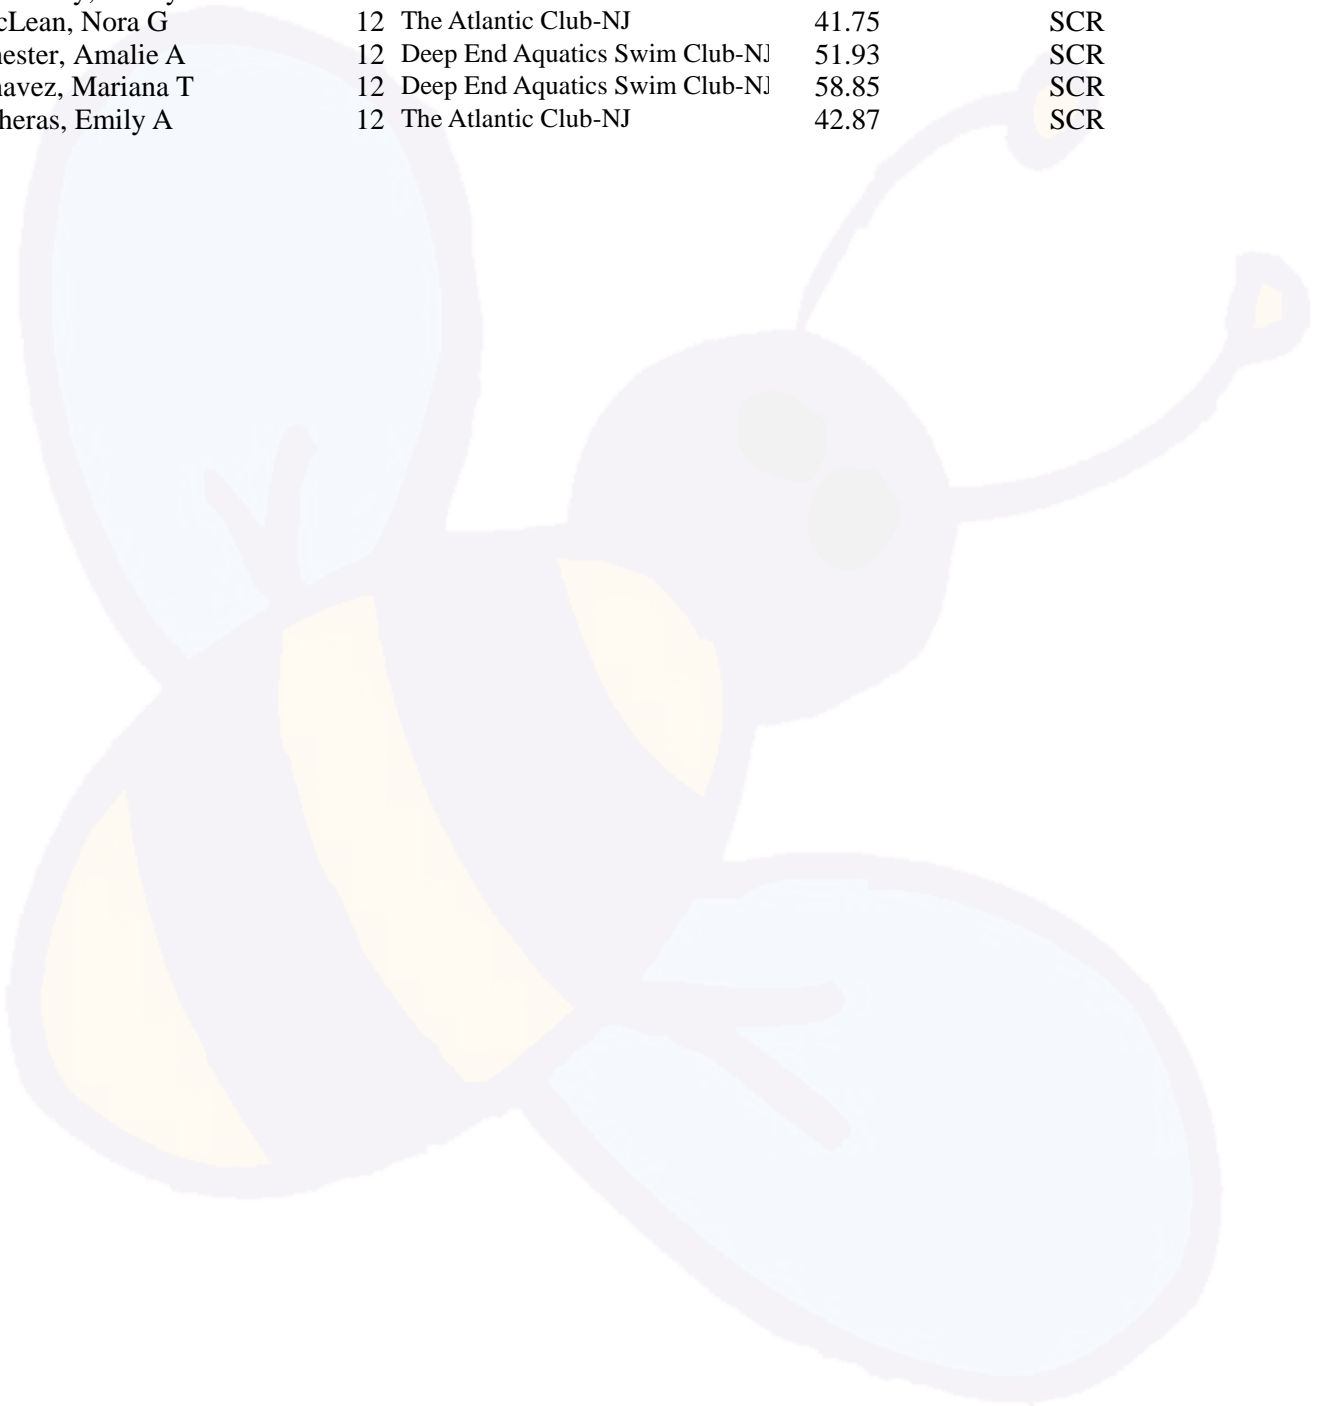 cLean, Nora G 12 The Atlantic Club-NJ 41.75 SCR
ester, Amalie A 12 Deep End Aquatics Swim Club-NJ 51.93 SCR
avez, Mariana T 12 Deep End Aquatics Swim Club-NJ 58.85 SCR
heras, Emily A 12 The Atlantic Club-NJ 42.87 SCR